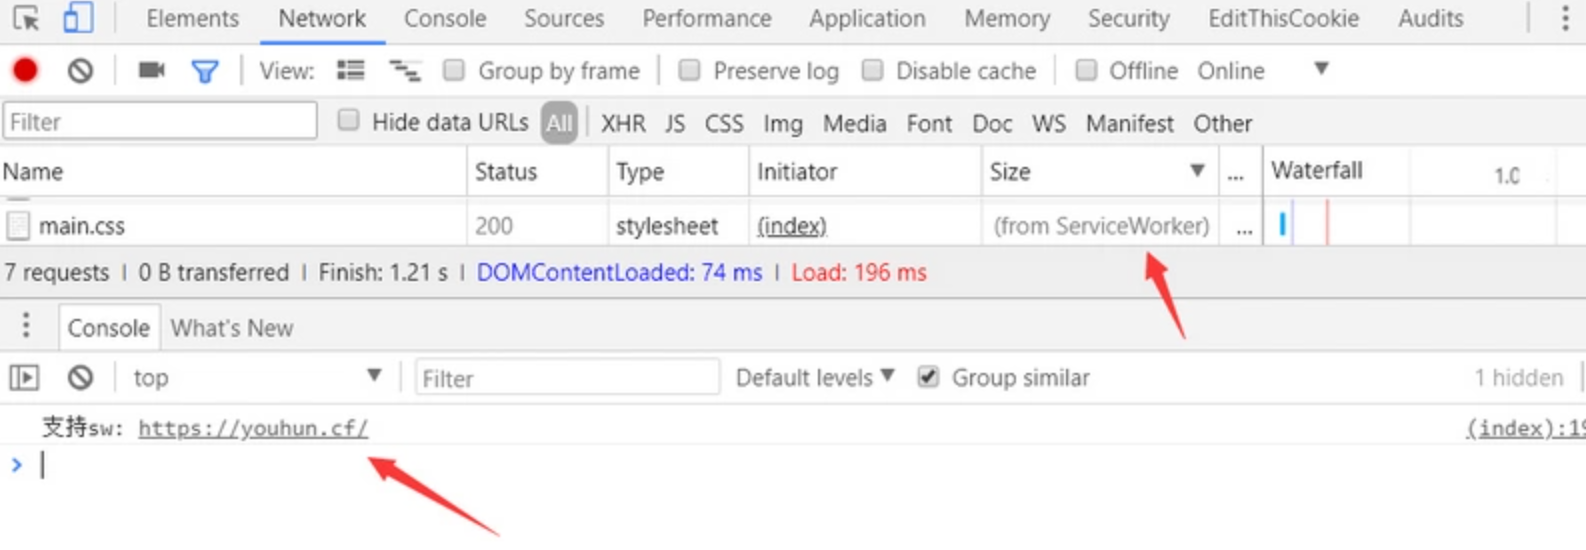 Elements Network Console Sources Performance Application Memory Security EditThisCookie Audits
View: Group by frame Preserve log Disable cache Offline Online
Filter Hide data URLs All XHR JS CSS Img Media Font Doc WS Manifest Other
Name Status Type Initiator Size ... Waterfall
main.css 200 stylesheet (index) (from ServiceWorker) ...
7 requests | 0 B transferred | Finish: 1.21 s | DOMContentLoaded: 74 ms | Load: 196 ms
Console What's New
top Filter Default levels Group similar 1 hidden
支持sw: https://youhun.cf/ (index):19
>